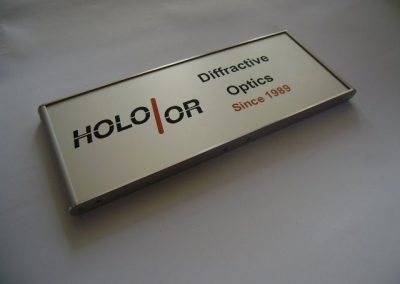 HOLO|OR
Diffractive
Optics
Since 1989